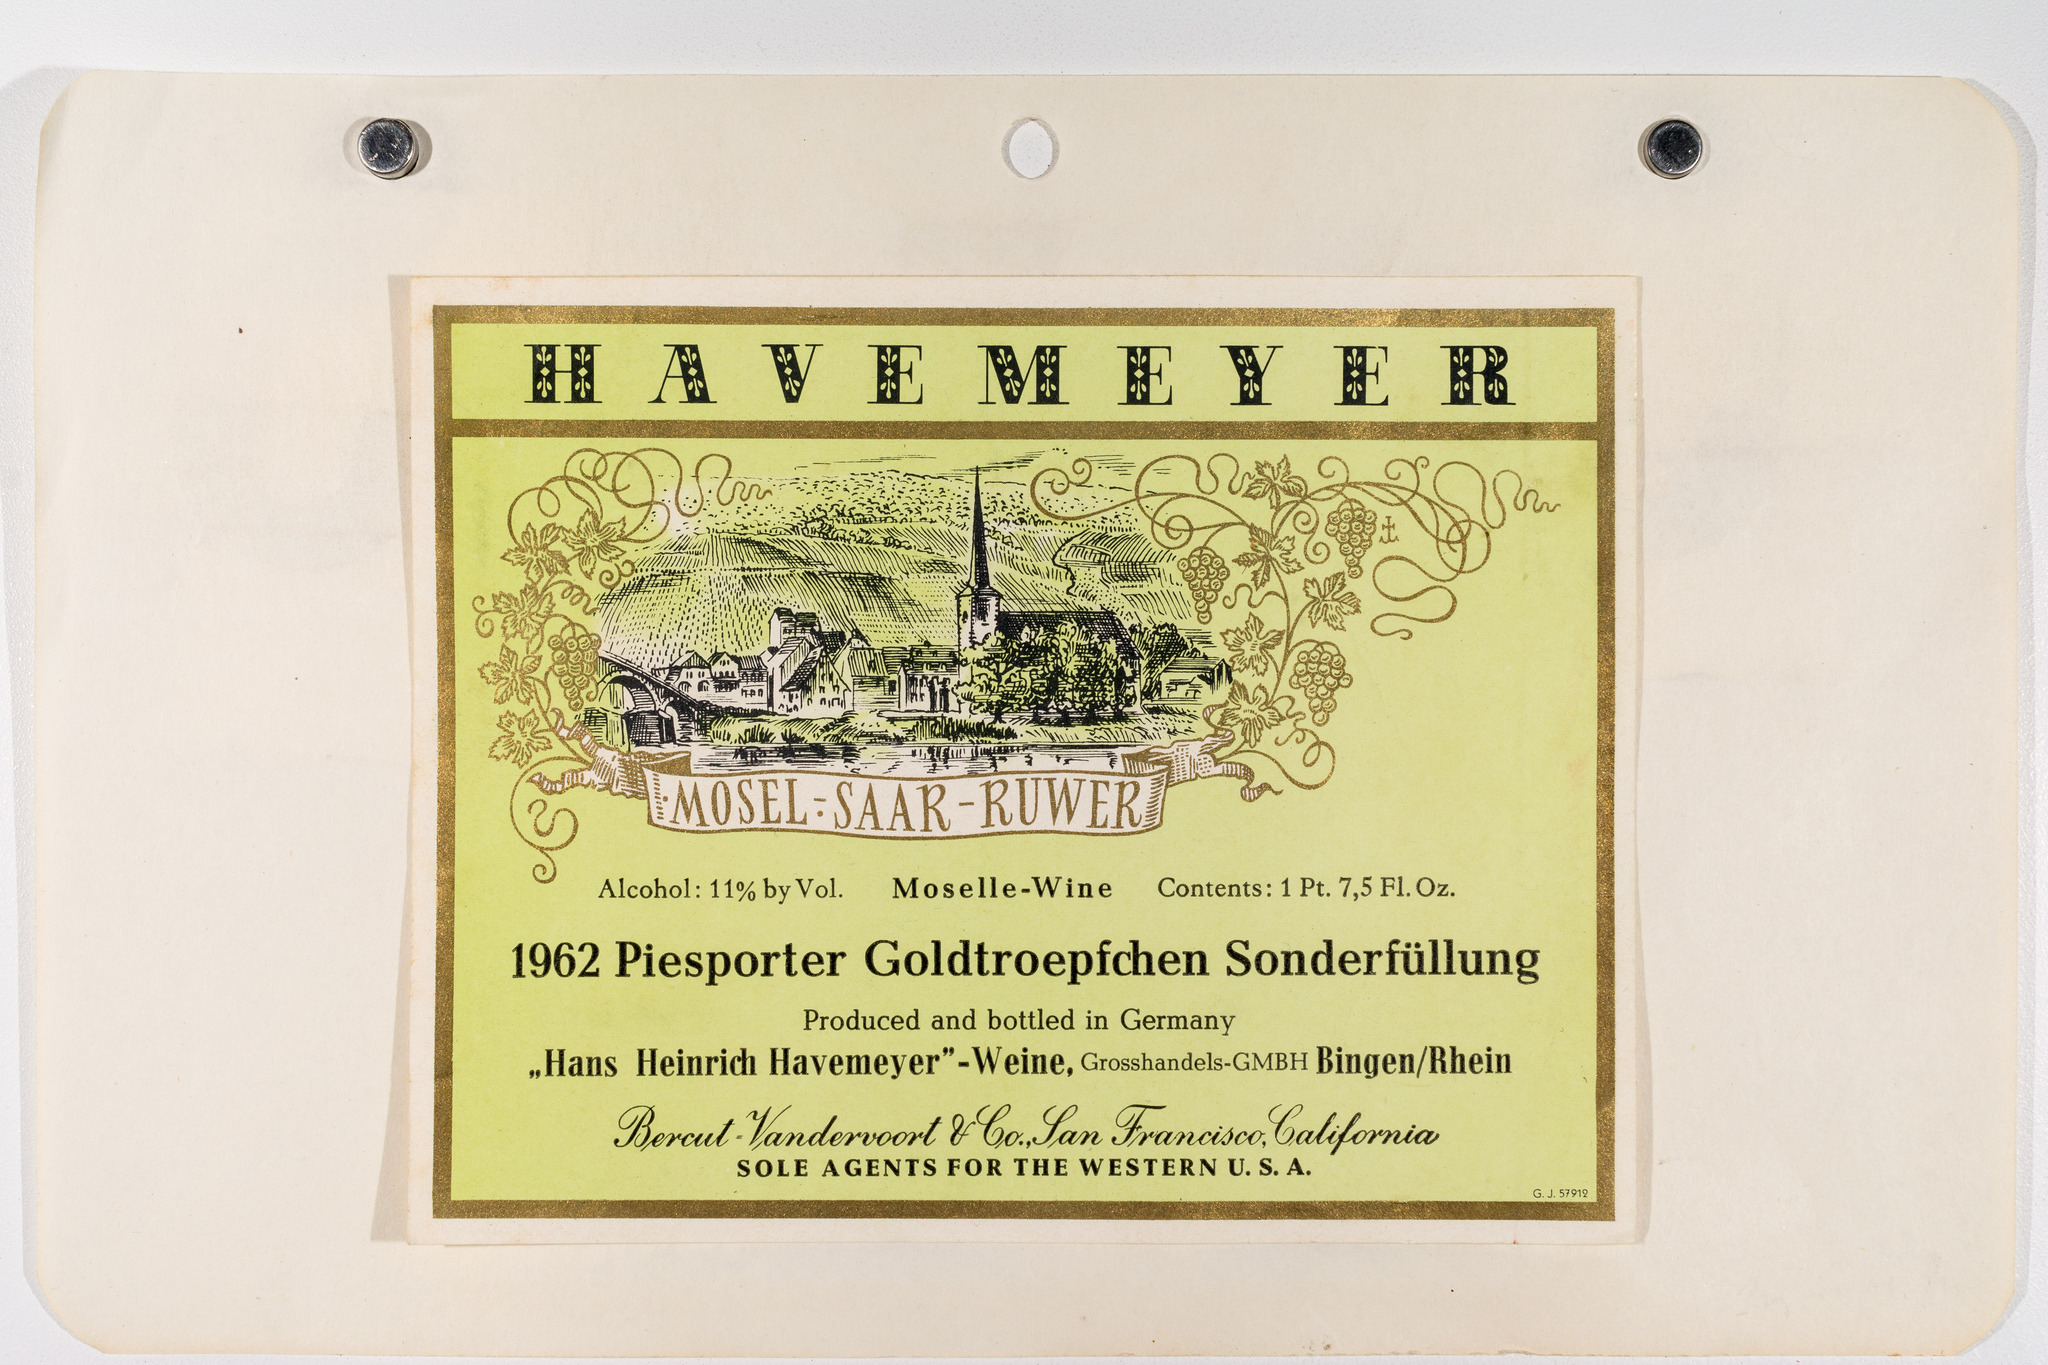 HAVEMEYER
MOSEL-SAAR-RUWER
Alcohol: 11% by Vol. Moselle-Wine Contents: 1 Pt. 7,5 Fl. Oz.
1962 Piesporter Goldtroepfchen Sonderfüllung
Produced and bottled in Germany
„Hans Heinrich Havemeyer”-Weine, Grosshandels-GMBH Bingen/Rhein
Bercut-Vandervoort & Co., San Francisco, California
SOLE AGENTS FOR THE WESTERN U. S. A.
G. J. 57912